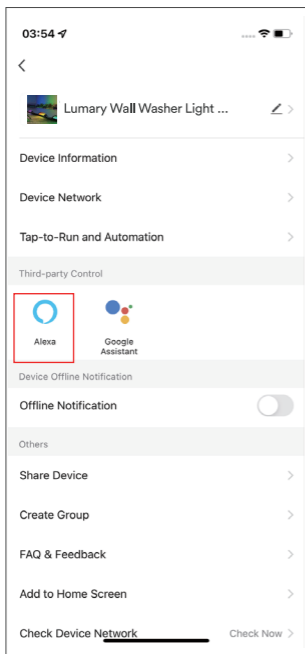 03:54
Lumary Wall Washer Light ...
Device Information
Device Network
Tap-to-Run and Automation
Third-party Control
Alexa
Google
Assistant
Device Offline Notification
Offline Notification
Others
Share Device
Create Group
FAQ & Feedback
Add to Home Screen
Check Device Network Check Now